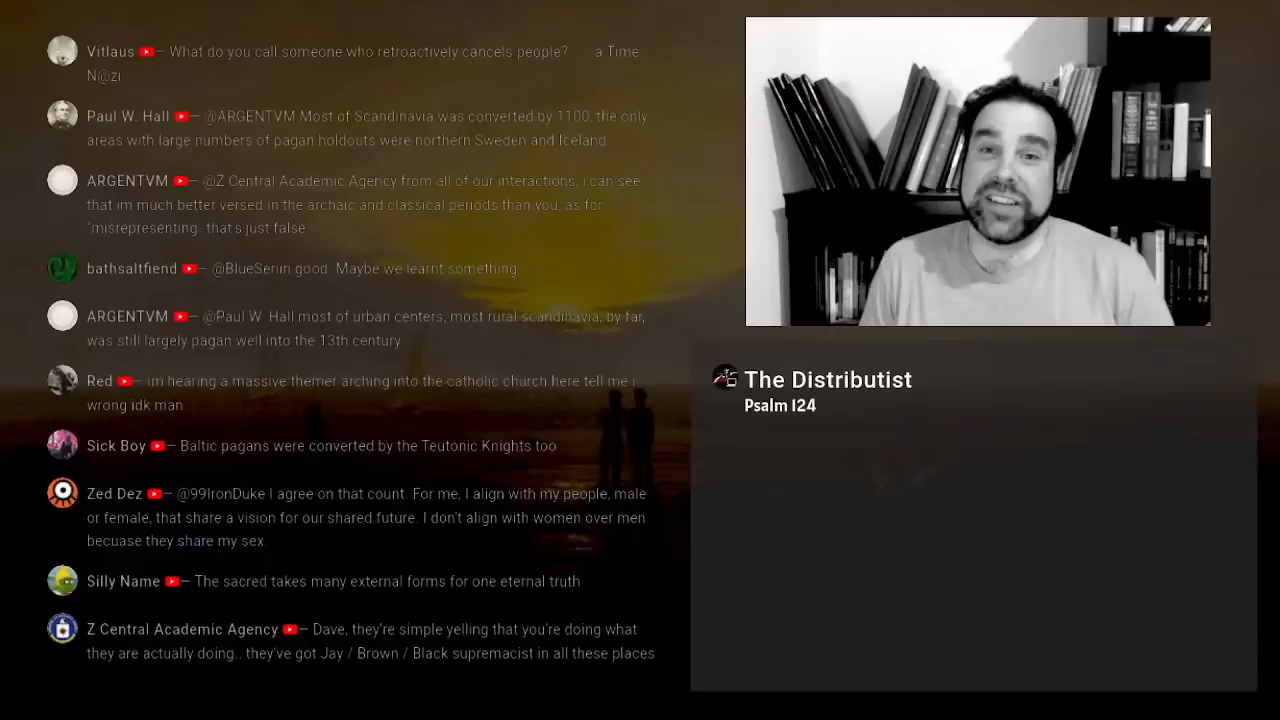 Vitlaus — What do you call someone who retroactively cancels people? a Time
N@zi
Paul W. Hall — @ARGENTVM Most of Scandinavia was converted by 1100, the only
areas with large numbers of pagan holdouts were northern Sweden and Iceland
ARGENTVM — @Z Central Academic Agency from all of our interactions, i can see
that im much better versed in the archaic and classical periods than you, as for
"misrepresenting" that's just false
bathsaltfiend — @BlueSeriin good. Maybe we learnt something
ARGENTVM — @Paul W. Hall most of urban centers, most rural scandinavia, by far,
was still largely pagan well into the 13th century
Red — im hearing a massive themer arching into the catholic church here tell me i
wrong idk man
Sick Boy — Baltic pagans were converted by the Teutonic Knights too
Zed Dez — @99IronDuke I agree on that count. For me, I align with my people, male
or female, that share a vision for our shared future. I don't align with women over men
becuase they share my sex.
Silly Name — The sacred takes many external forms for one eternal truth
Z Central Academic Agency — Dave, they're simple yelling that you're doing what
they are actually doing.. they've got Jay / Brown / Black supremacist in all these places
The Distributist
Psalm 124